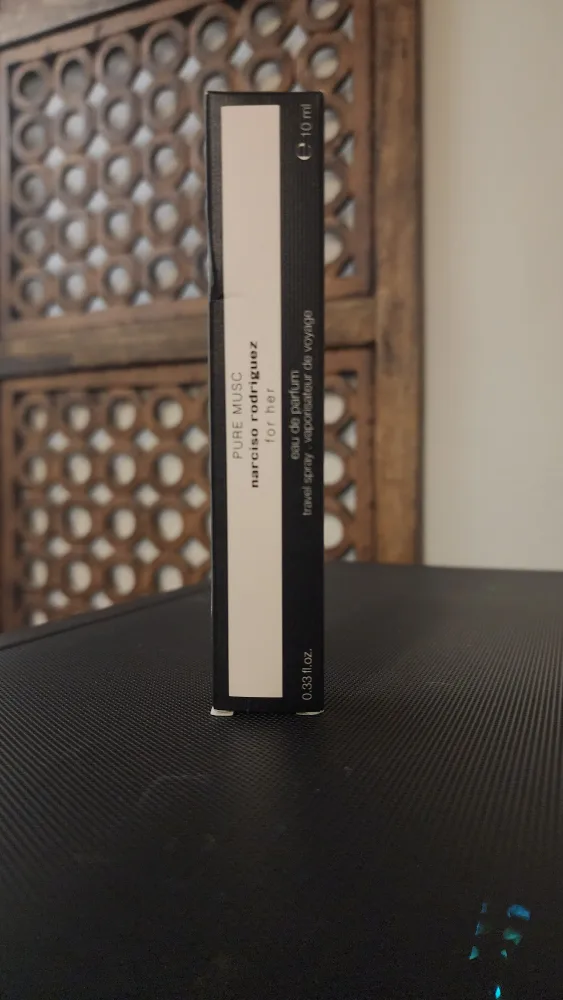 PURE MUSC
narciso rodriguez
for her
eau de parfum
travel spray . vaporisateur de voyage
0.33 fl.oz.
℮ 10 ml